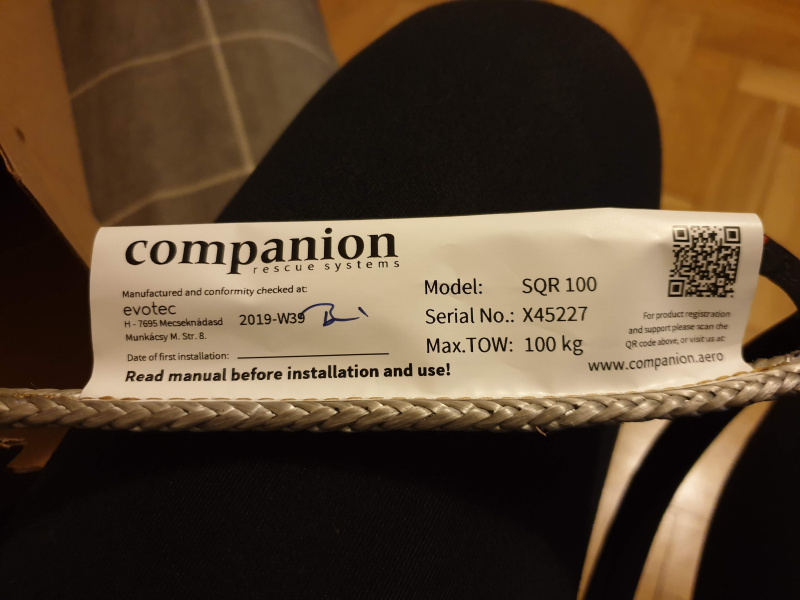 companion
rescue systems
Manufactured and conformity checked at:
evotec
H - 7695 Mecseknádasd
Munkácsy M. Str. 8.
2019-W39
Date of first installation:
Read manual before installation and use!
Model: SQR 100
Serial No.: X45227
Max.TOW: 100 kg
For product registration
and support please scan the
QR code above, or visit us at:
www.companion.aero